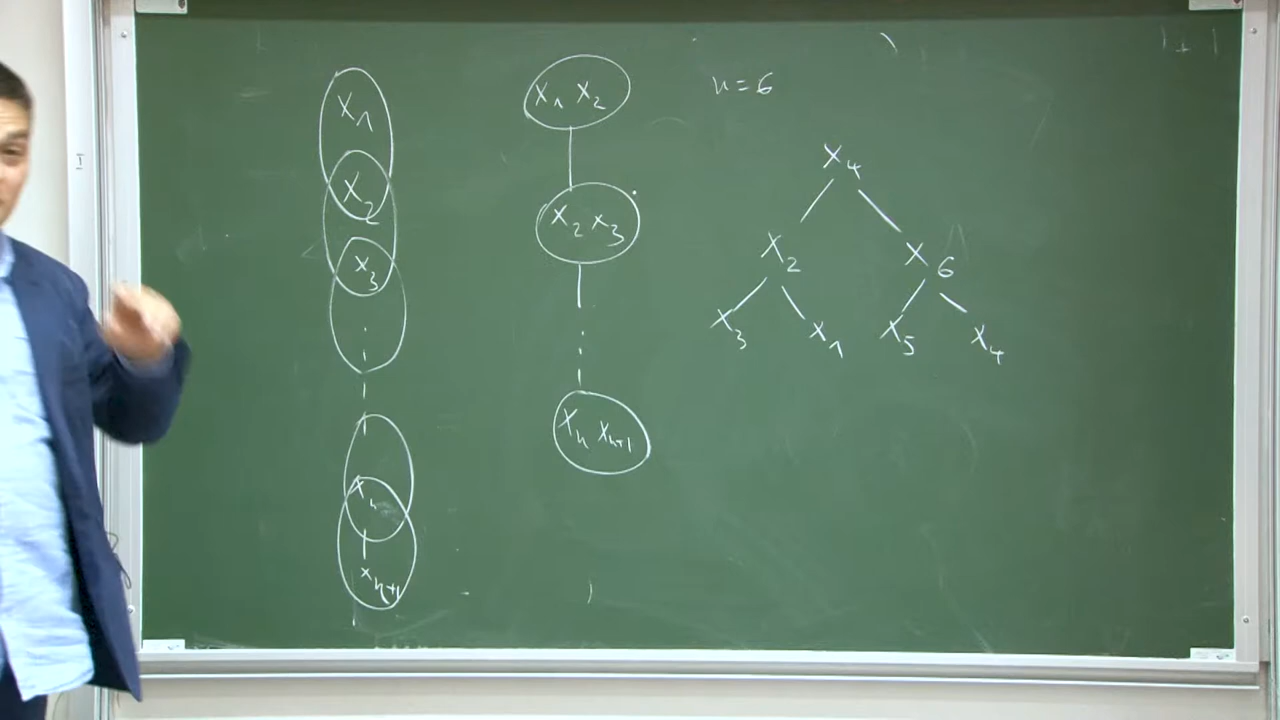 X₁
X₂
X₃
Xₙ
xₙ₊₁
X₁ X₂
X₂ X₃
Xₙ Xₙ₊₁
n = 6
X₄
X₂ X₆
X₃ X₁ X₅ X₄